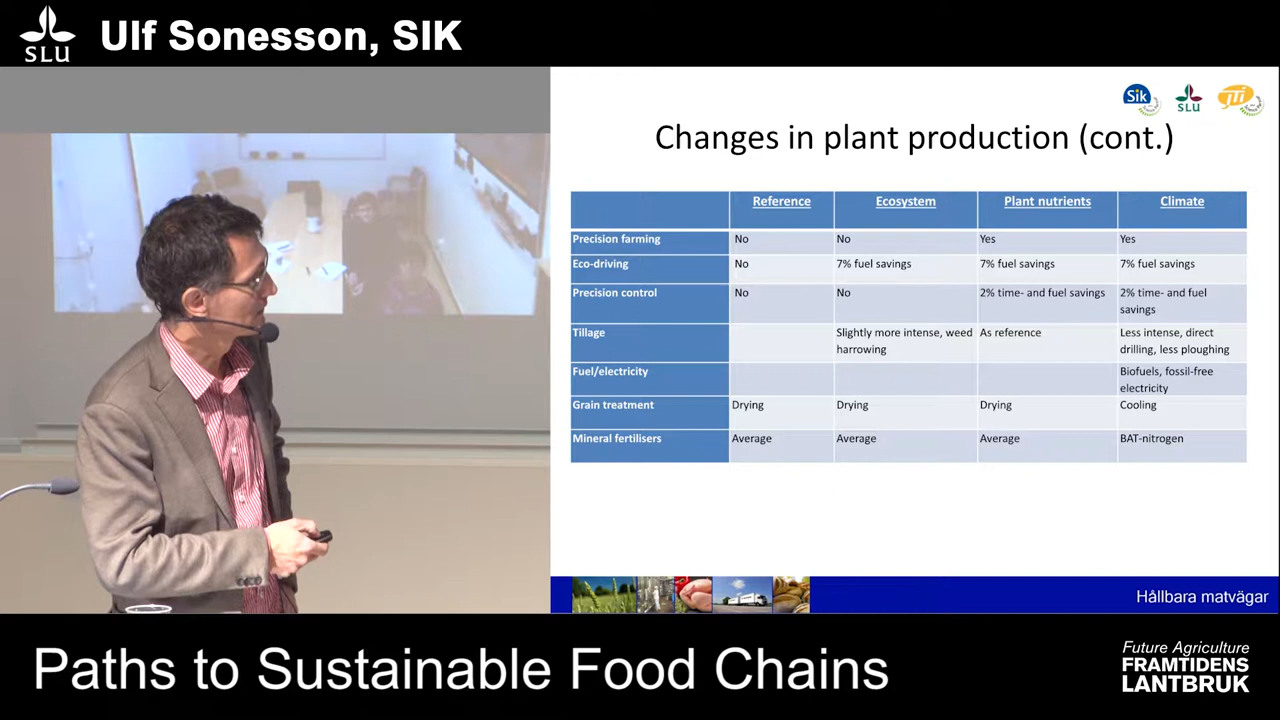 SLU
Ulf Sonesson, SIK
Sik
SLU
JTI
Changes in plant production (cont.)
Reference Ecosystem Plant nutrients Climate
Precision farming No No Yes Yes
Eco-driving No 7% fuel savings 7% fuel savings 7% fuel savings
Precision control No No 2% time- and fuel savings 2% time- and fuel
savings
Tillage Slightly more intense, weed As reference Less intense, direct
harrowing drilling, less ploughing
Fuel/electricity Biofuels, fossil-free
electricity
Grain treatment Drying Drying Drying Cooling
Mineral fertilisers Average Average Average BAT-nitrogen
Hållbara matvägar
Paths to Sustainable Food Chains
Future Agriculture
FRAMTIDENS
LANTBRUK